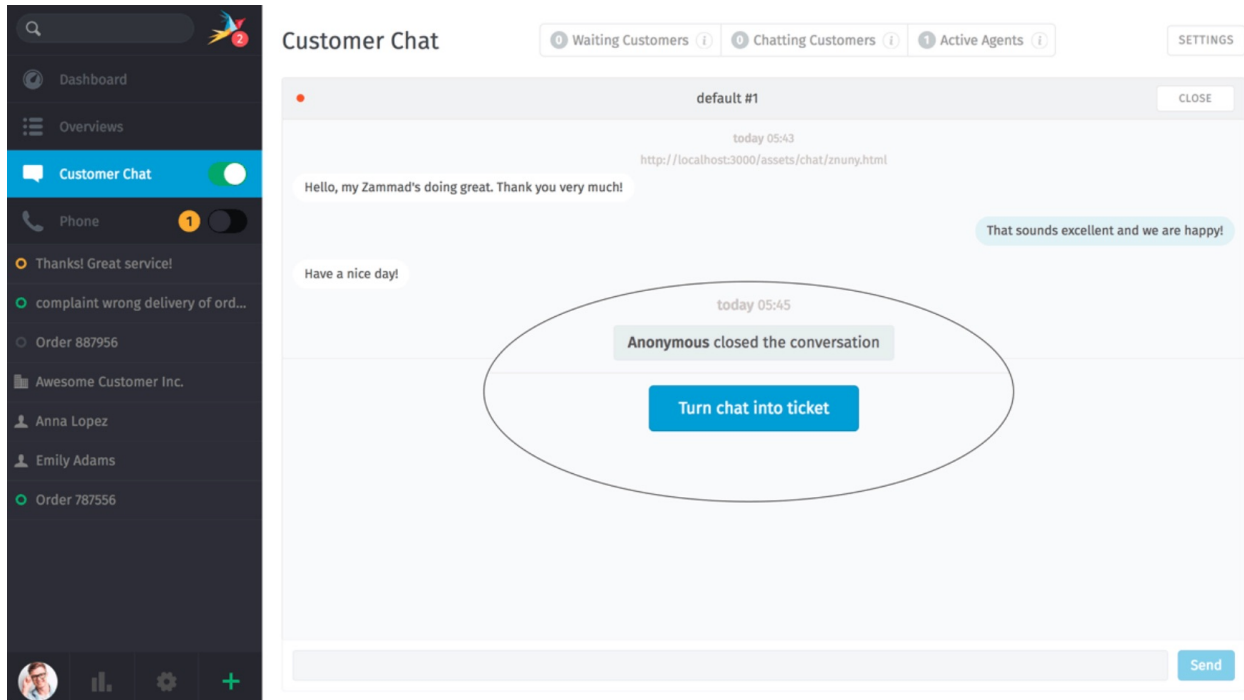 2
Dashboard
Overviews
Customer Chat
Phone 1
Thanks! Great service!
complaint wrong delivery of ord...
Order 887956
Awesome Customer Inc.
Anna Lopez
Emily Adams
Order 787556
Customer Chat
0 Waiting Customers i
0 Chatting Customers i
1 Active Agents i
SETTINGS
default #1
CLOSE
today 05:43
http://localhost:3000/assets/chat/znuny.html
Hello, my Zammad's doing great. Thank you very much!
That sounds excellent and we are happy!
Have a nice day!
today 05:45
Anonymous closed the conversation
Turn chat into ticket
Send